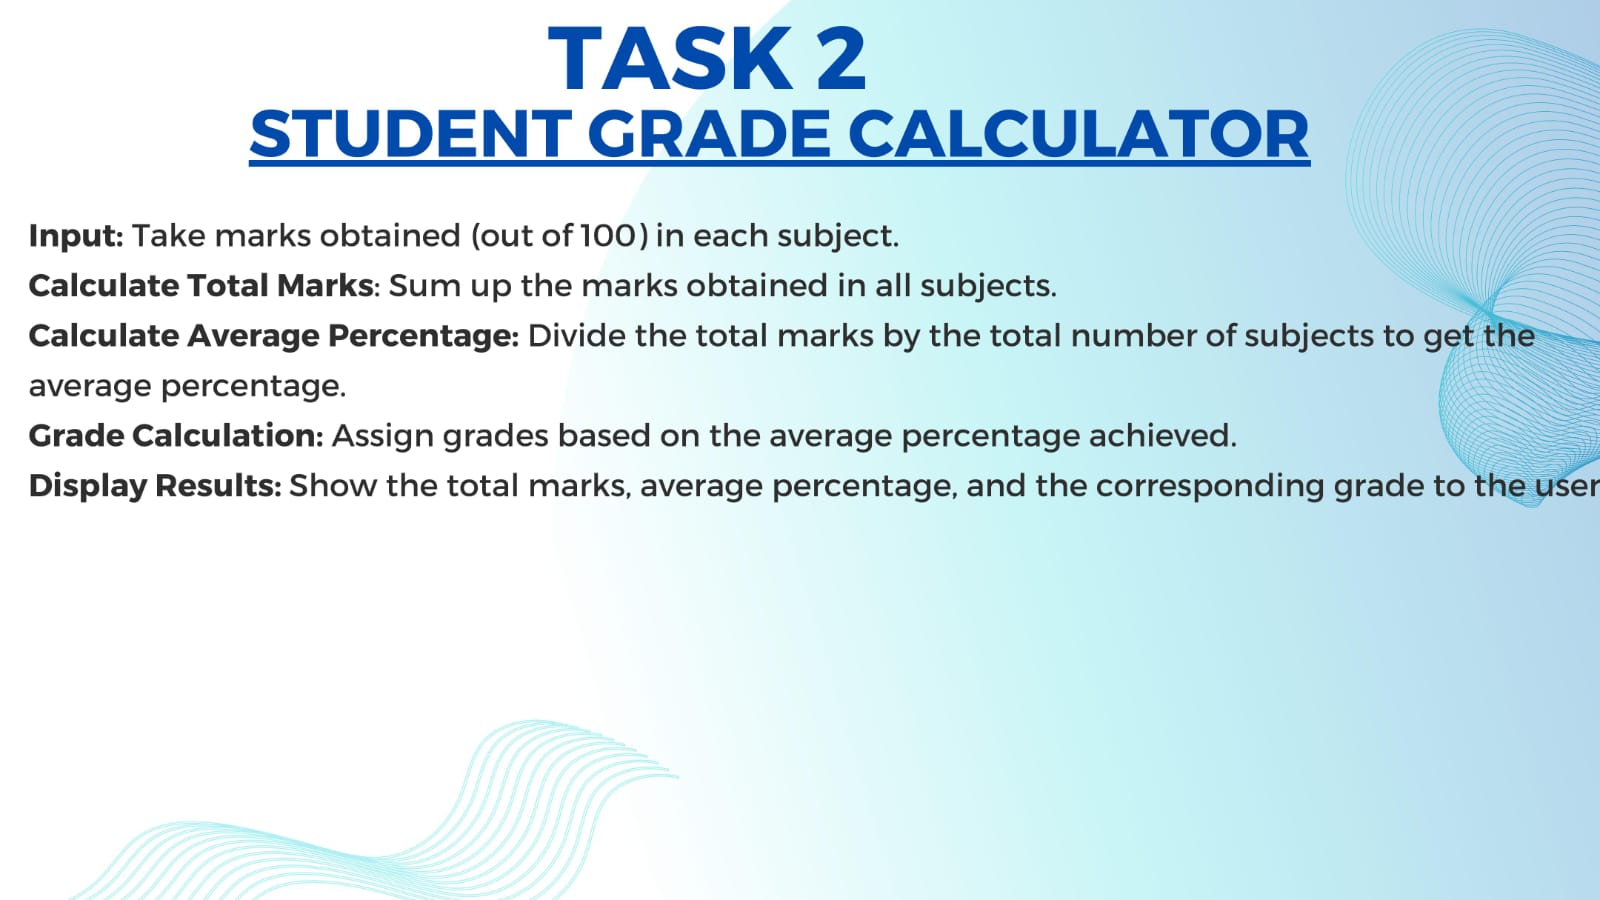 TASK 2
STUDENT GRADE CALCULATOR
Input: Take marks obtained (out of 100) in each subject.
Calculate Total Marks: Sum up the marks obtained in all subjects.
Calculate Average Percentage: Divide the total marks by the total number of subjects to get the
average percentage.
Grade Calculation: Assign grades based on the average percentage achieved.
Display Results: Show the total marks, average percentage, and the corresponding grade to the user